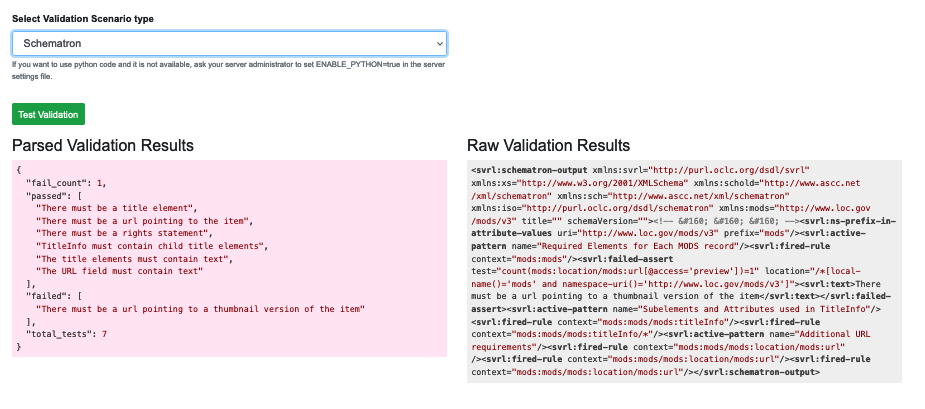 Select Validation Scenario type
Schematron
If you want to use python code and it is not available, ask your server administrator to set ENABLE_PYTHON=true in the server
settings file.
Test Validation
Parsed Validation Results
{
  "fail_count": 1,
  "passed": [
    "There must be a title element",
    "There must be a url pointing to the item",
    "There must be a rights statement",
    "TitleInfo must contain child title elements",
    "The title elements must contain text",
    "The URL field must contain text"
  ],
  "failed": [
    "There must be a url pointing to a thumbnail version of the item"
  ],
  "total_tests": 7
}
Raw Validation Results
<svrl:schematron-output xmlns:svrl="http://purl.oclc.org/dsdl/svrl"
xmlns:xs="http://www.w3.org/2001/XMLSchema" xmlns:schold="http://www.ascc.net
/xml/schematron" xmlns:sch="http://www.ascc.net/xml/schematron"
xmlns:iso="http://purl.oclc.org/dsdl/schematron" xmlns:mods="http://www.loc.gov
/mods/v3" title="" schemaVersion=""><!-- &#160; &#160; &#160; --><svrl:ns-prefix-in-
attribute-values uri="http://www.loc.gov/mods/v3" prefix="mods"/><svrl:active-
pattern name="Required Elements for Each MODS record"/><svrl:fired-rule
context="mods:mods"/><svrl:failed-assert
test="count(mods:location/mods:url[@access='preview'])=1" location="/*[local-
name()='mods' and namespace-uri()='http://www.loc.gov/mods/v3']"><svrl:text>There
must be a url pointing to a thumbnail version of the item</svrl:text></svrl:failed-
assert><svrl:active-pattern name="Subelements and Attributes used in TitleInfo"/>
<svrl:fired-rule context="mods:mods/mods:titleInfo"/><svrl:fired-rule
context="mods:mods/mods:titleInfo/*"/><svrl:active-pattern name="Additional URL
requirements"/><svrl:fired-rule context="mods:mods/mods:location/mods:url"
/><svrl:fired-rule context="mods:mods/mods:location/mods:url"/><svrl:fired-rule
context="mods:mods/mods:location/mods:url"/></svrl:schematron-output>